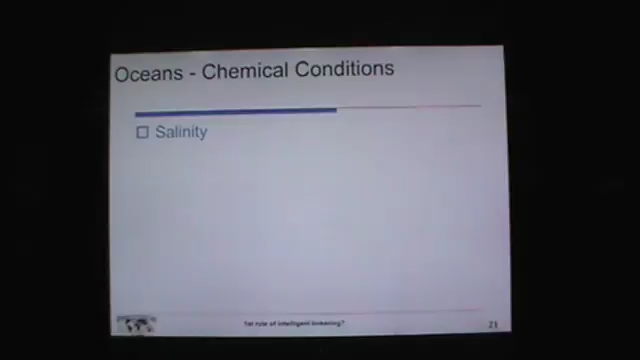 Oceans - Chemical Conditions
Salinity
1st rule of intelligent tinkering?
21